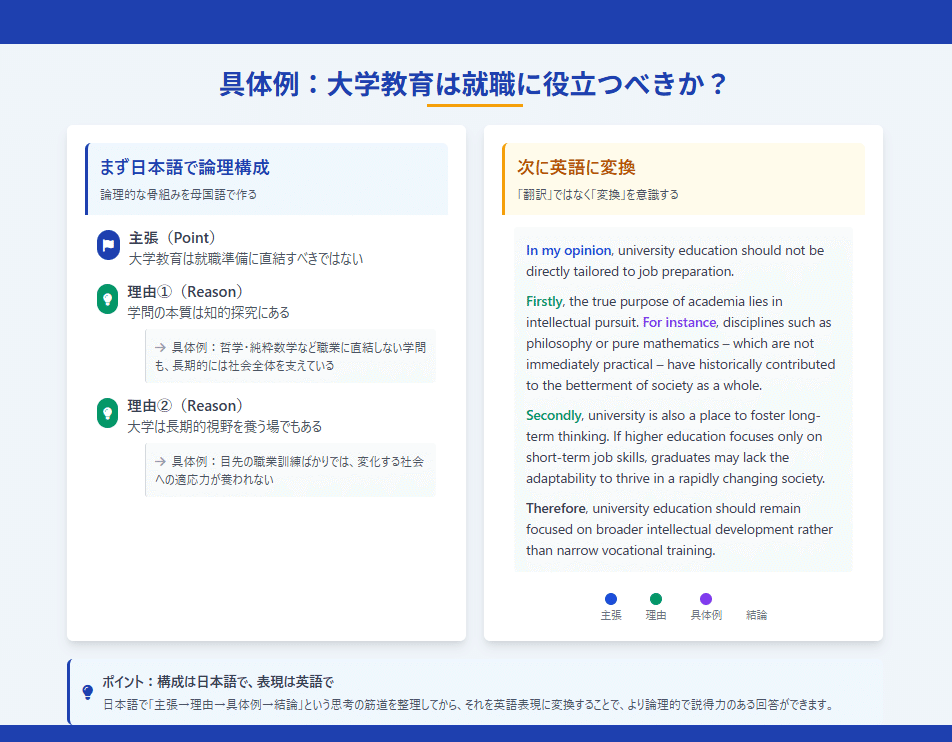 具体例：大学教育は就職に役立つべきか？
まず日本語で論理構成
論理的な骨組みを母国語で作る
主張（Point）
大学教育は就職準備に直結すべきではない
理由①（Reason）
学問の本質は知的探究にある
→ 具体例：哲学・純粋数学など職業に直結しない学問
も、長期的には社会全体を支えている
理由②（Reason）
大学は長期的視野を養う場でもある
→ 具体例：目先の職業訓練ばかりでは、変化する社会
への適応力が養われない
次に英語に変換
「翻訳」ではなく「変換」を意識する
In my opinion, university education should not be
directly tailored to job preparation.
Firstly, the true purpose of academia lies in
intellectual pursuit. For instance, disciplines such as
philosophy or pure mathematics – which are not
immediately practical – have historically contributed
to the betterment of society as a whole.
Secondly, university is also a place to foster long-
term thinking. If higher education focuses only on
short-term job skills, graduates may lack the
adaptability to thrive in a rapidly changing society.
Therefore, university education should remain
focused on broader intellectual development rather
than narrow vocational training.
主張 理由 具体例 結論
ポイント：構成は日本語で、表現は英語で
日本語で「主張→理由→具体例→結論」という思考の筋道を整理してから、それを英語表現に変換することで、より論理的で説得力のある回答ができます。